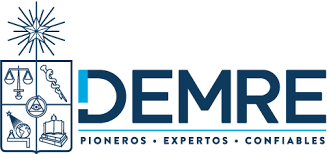 DEMRE
PIONEROS • EXPERTOS • CONFIABLES